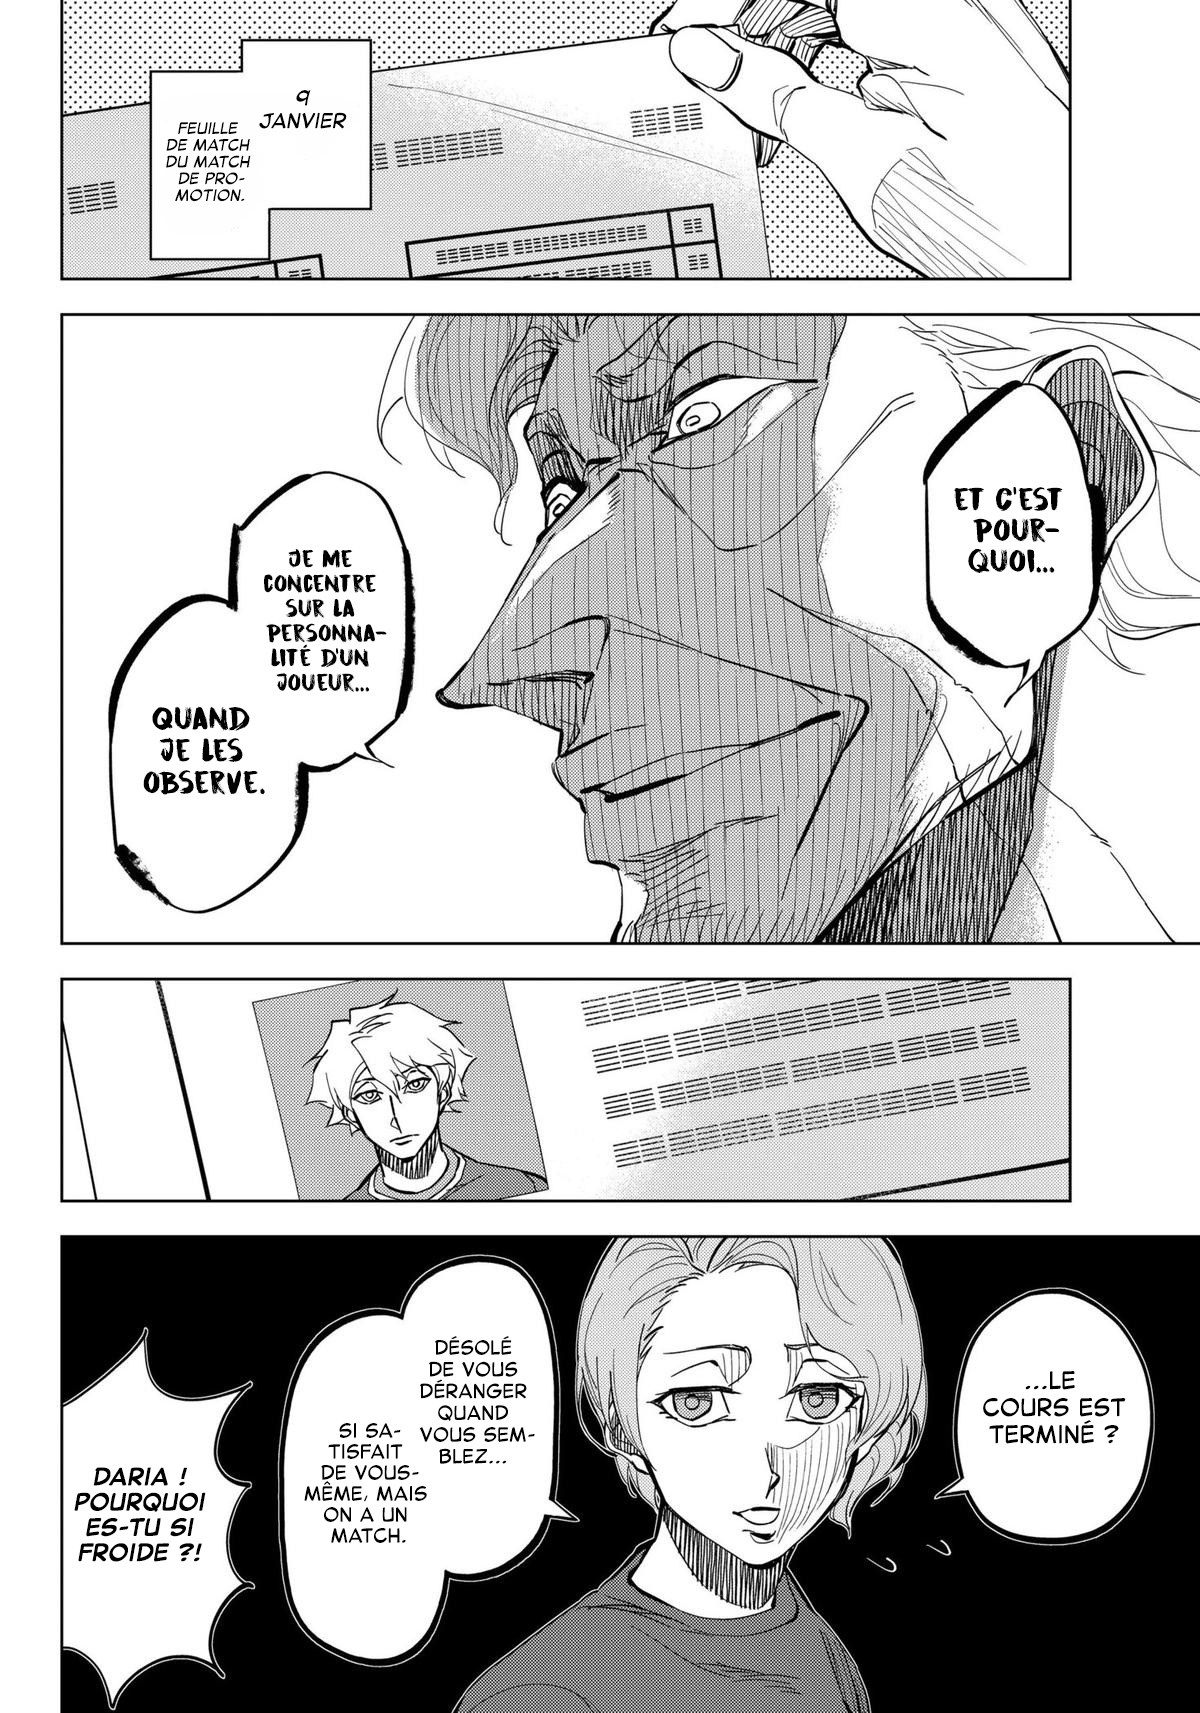 9
JANVIER
FEUILLE
DE MATCH
DU MATCH
DE PRO-
MOTION.
ET C'EST
POUR-
QUOI...
JE ME
CONCENTRE
SUR LA
PERSONNA-
LITÉ D'UN
JOUEUR...
QUAND
JE LES
OBSERVE.
...LE
COURS EST
TERMINÉ ?
DÉSOLÉ
DE VOUS
DÉRANGER
QUAND
VOUS SEM-
BLEZ...
SI SA-
TISFAIT
DE VOUS-
MÊME, MAIS
ON A UN
MATCH.
DARIA !
POURQUOI
ES-TU SI
FROIDE ?!